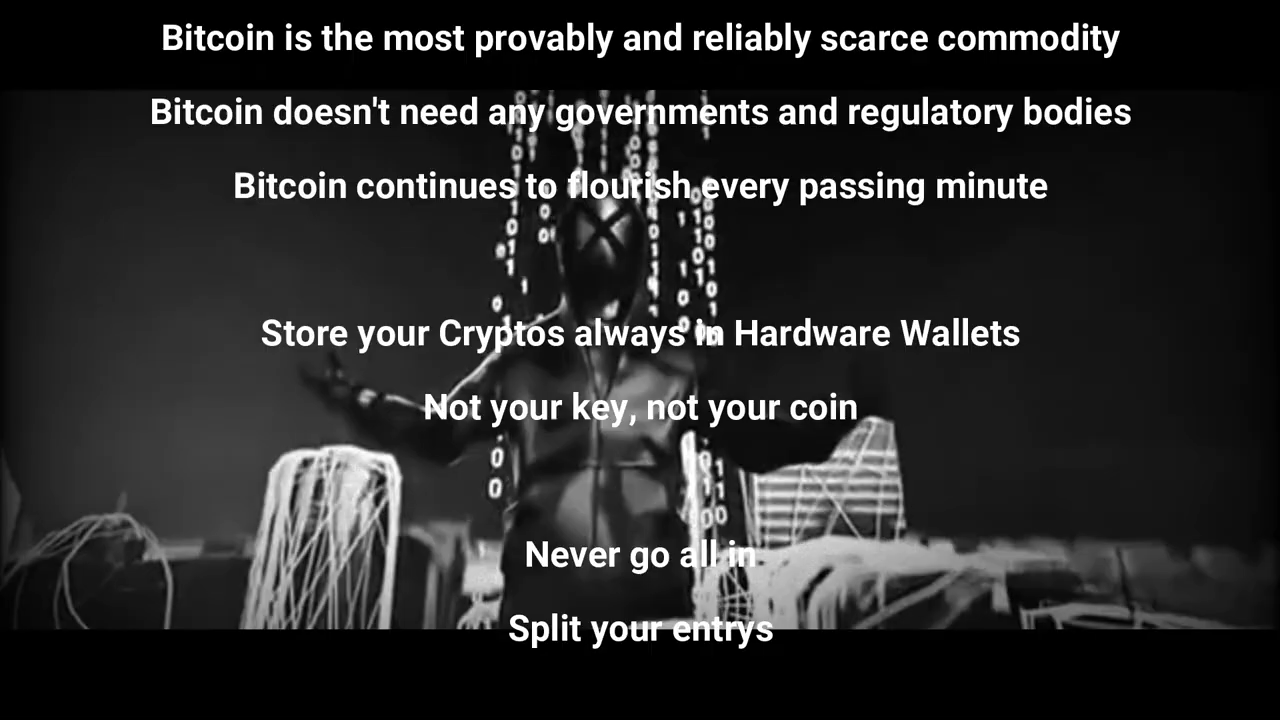 Bitcoin is the most provably and reliably scarce commodity
Bitcoin doesn't need any governments and regulatory bodies
Bitcoin continues to flourish every passing minute
Store your Cryptos always in Hardware Wallets
Not your key, not your coin
Never go all in
Split your entrys